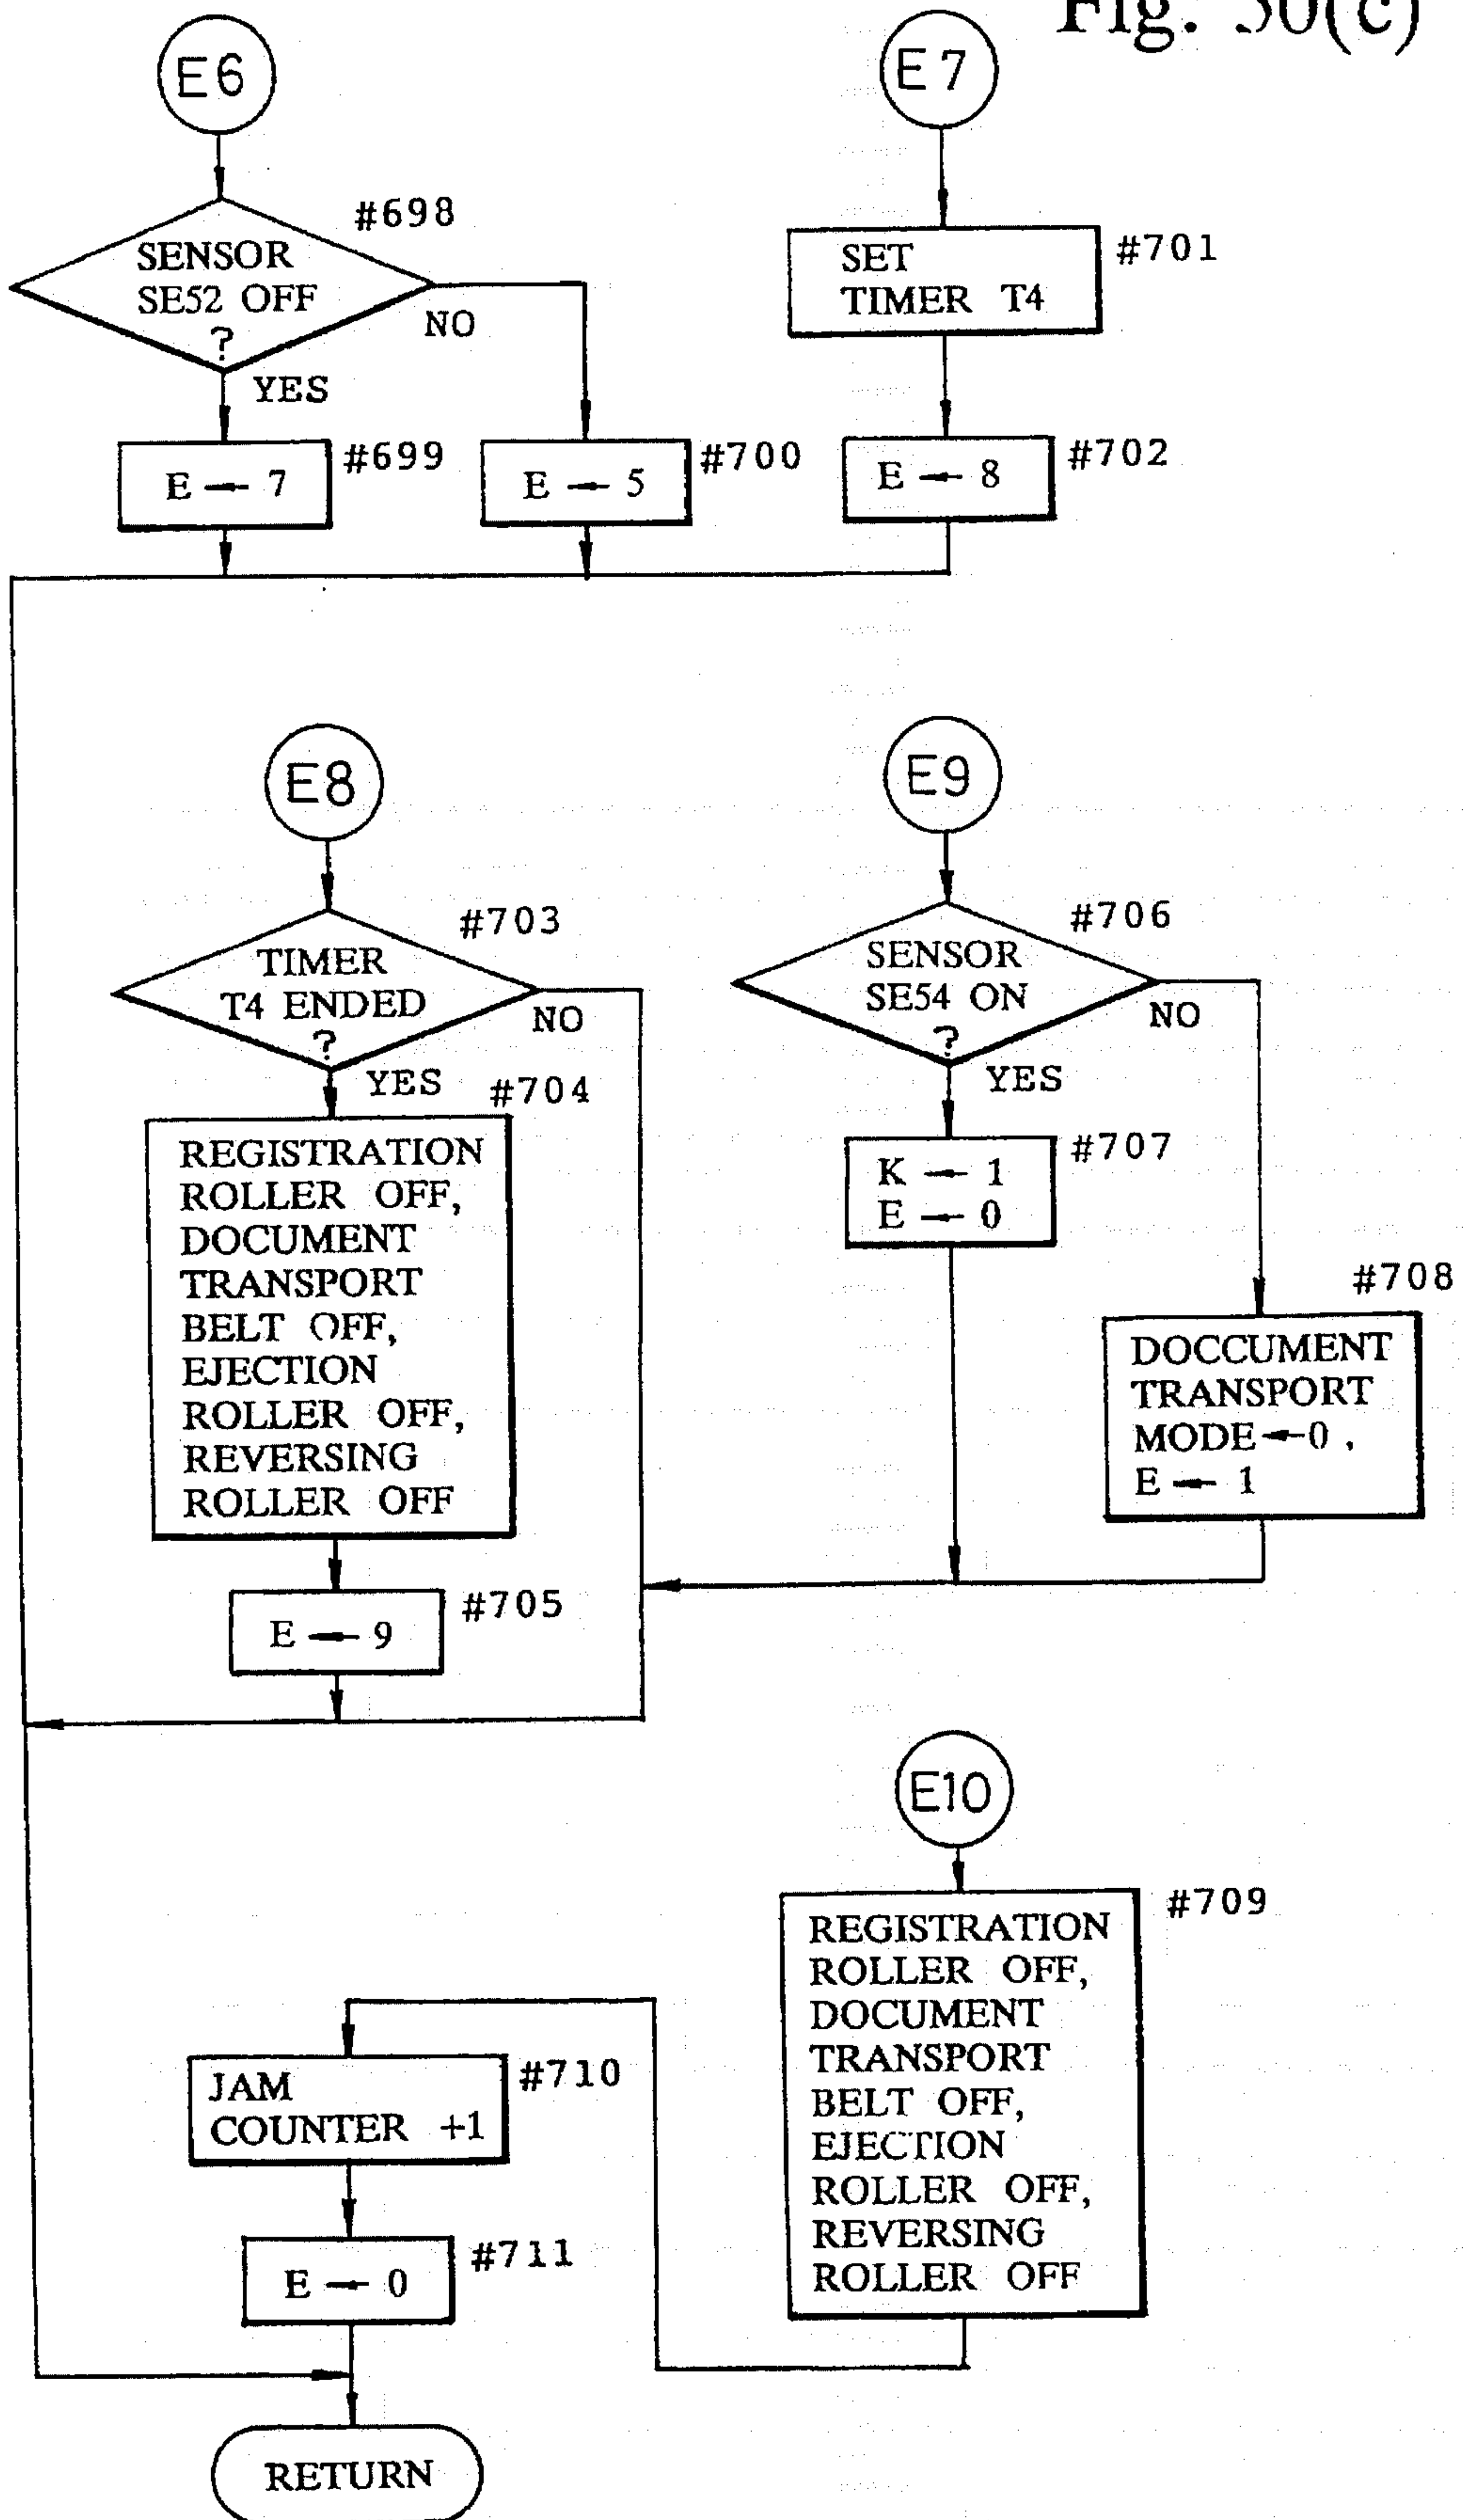 E6
E7
#698
SENSOR
SE52 OFF
?
NO
YES
#701
SET
TIMER T4
#699
E ← 7
#700
E ← 5
#702
E ← 8
E8
E9
#703
TIMER
T4 ENDED
?
NO
YES
#704
REGISTRATION
ROLLER OFF,
DOCUMENT
TRANSPORT
BELT OFF,
EJECTION
ROLLER OFF,
REVERSING
ROLLER OFF
#705
E ← 9
#706
SENSOR
SE54 ON
?
NO
YES
#707
K ← 1
E ← 0
#708
DOCCUMENT
TRANSPORT
MODE←0 ,
E ← 1
E10
#709
REGISTRATION
ROLLER OFF,
DOCUMENT
TRANSPORT
BELT OFF,
EJECTION
ROLLER OFF,
REVERSING
ROLLER OFF
#710
JAM
COUNTER +1
#711
E ← 0
RETURN